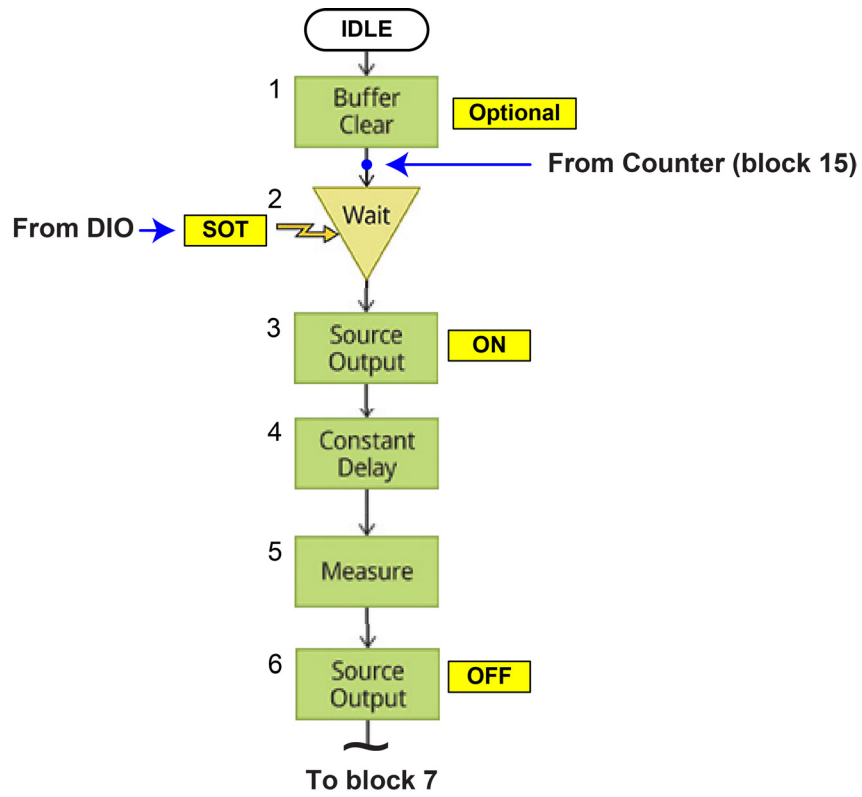 IDLE
1
Buffer
Clear
Optional
From Counter (block 15)
2
Wait
From DIO
SOT
3
Source
Output
ON
4
Constant
Delay
5
Measure
6
Source
Output
OFF
To block 7